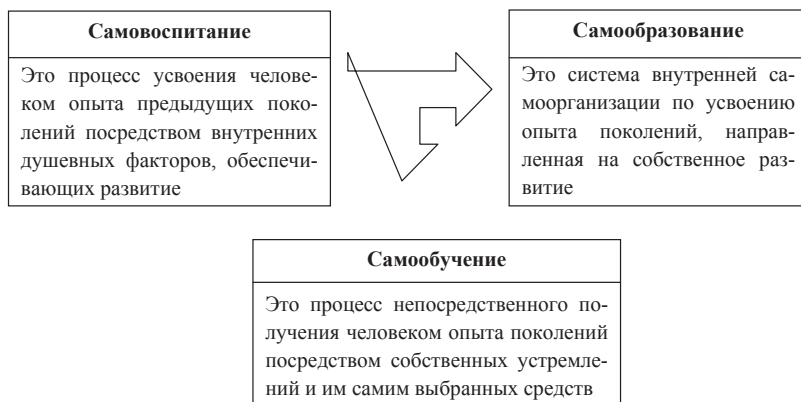 Самовоспитание
Это процесс усвоения челове-
ком опыта предыдущих поко-
лений посредством внутренних
душевных факторов, обеспечи-
вающих развитие
Самообразование
Это система внутренней са-
моорганизации по усвоению
опыта поколений, направ-
ленная на собственное раз-
витие
Самообучение
Это процесс непосредственного по-
лучения человеком опыта поколений
посредством собственных устремле-
ний и им самим выбранных средств